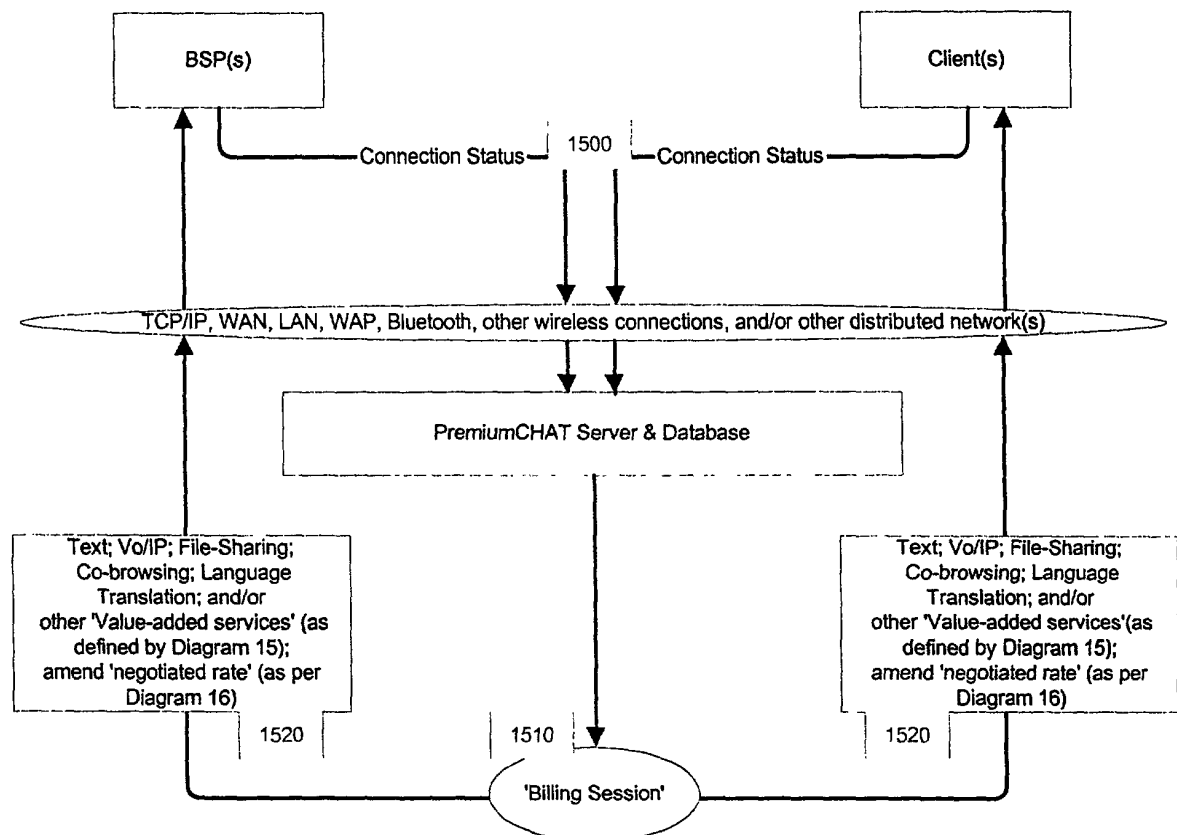 BSP(s)
Client(s)
Connection Status
1500
Connection Status
TCP/IP, WAN, LAN, WAP, Bluetooth, other wireless connections, and/or other distributed network(s)
PremiumCHAT Server & Database
Text; Vo/IP; File-Sharing;
Co-browsing; Language
Translation; and/or
other 'Value-added services' (as
defined by Diagram 15);
amend 'negotiated rate' (as per
Diagram 16)
Text; Vo/IP; File-Sharing;
Co-browsing; Language
Translation; and/or
other 'Value-added services'(as
defined by Diagram 15);
amend 'negotiated rate' (as per
Diagram 16)
1520
1510
1520
'Billing Session'